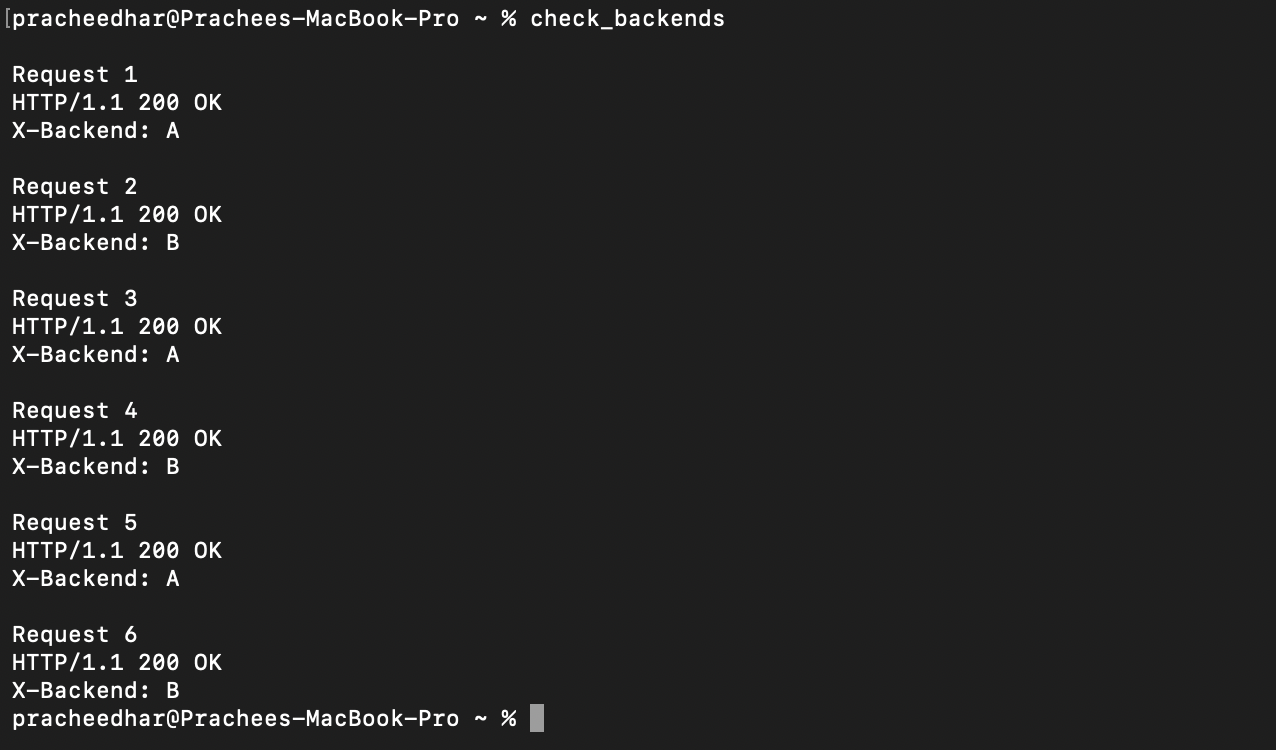 [pracheedhar@Prachees-MacBook-Pro ~ % check_backends
Request 1
HTTP/1.1 200 OK
X-Backend: A
Request 2
HTTP/1.1 200 OK
X-Backend: B
Request 3
HTTP/1.1 200 OK
X-Backend: A
Request 4
HTTP/1.1 200 OK
X-Backend: B
Request 5
HTTP/1.1 200 OK
X-Backend: A
Request 6
HTTP/1.1 200 OK
X-Backend: B
pracheedhar@Prachees-MacBook-Pro ~ %